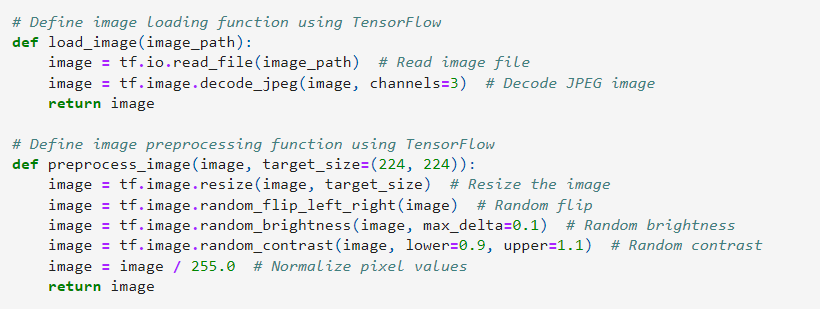 # Define image loading function using TensorFlow
def load_image(image_path):
    image = tf.io.read_file(image_path)  # Read image file
    image = tf.image.decode_jpeg(image, channels=3)  # Decode JPEG image
    return image

# Define image preprocessing function using TensorFlow
def preprocess_image(image, target_size=(224, 224)):
    image = tf.image.resize(image, target_size)  # Resize the image
    image = tf.image.random_flip_left_right(image)  # Random flip
    image = tf.image.random_brightness(image, max_delta=0.1)  # Random brightness
    image = tf.image.random_contrast(image, lower=0.9, upper=1.1)  # Random contrast
    image = image / 255.0  # Normalize pixel values
    return image